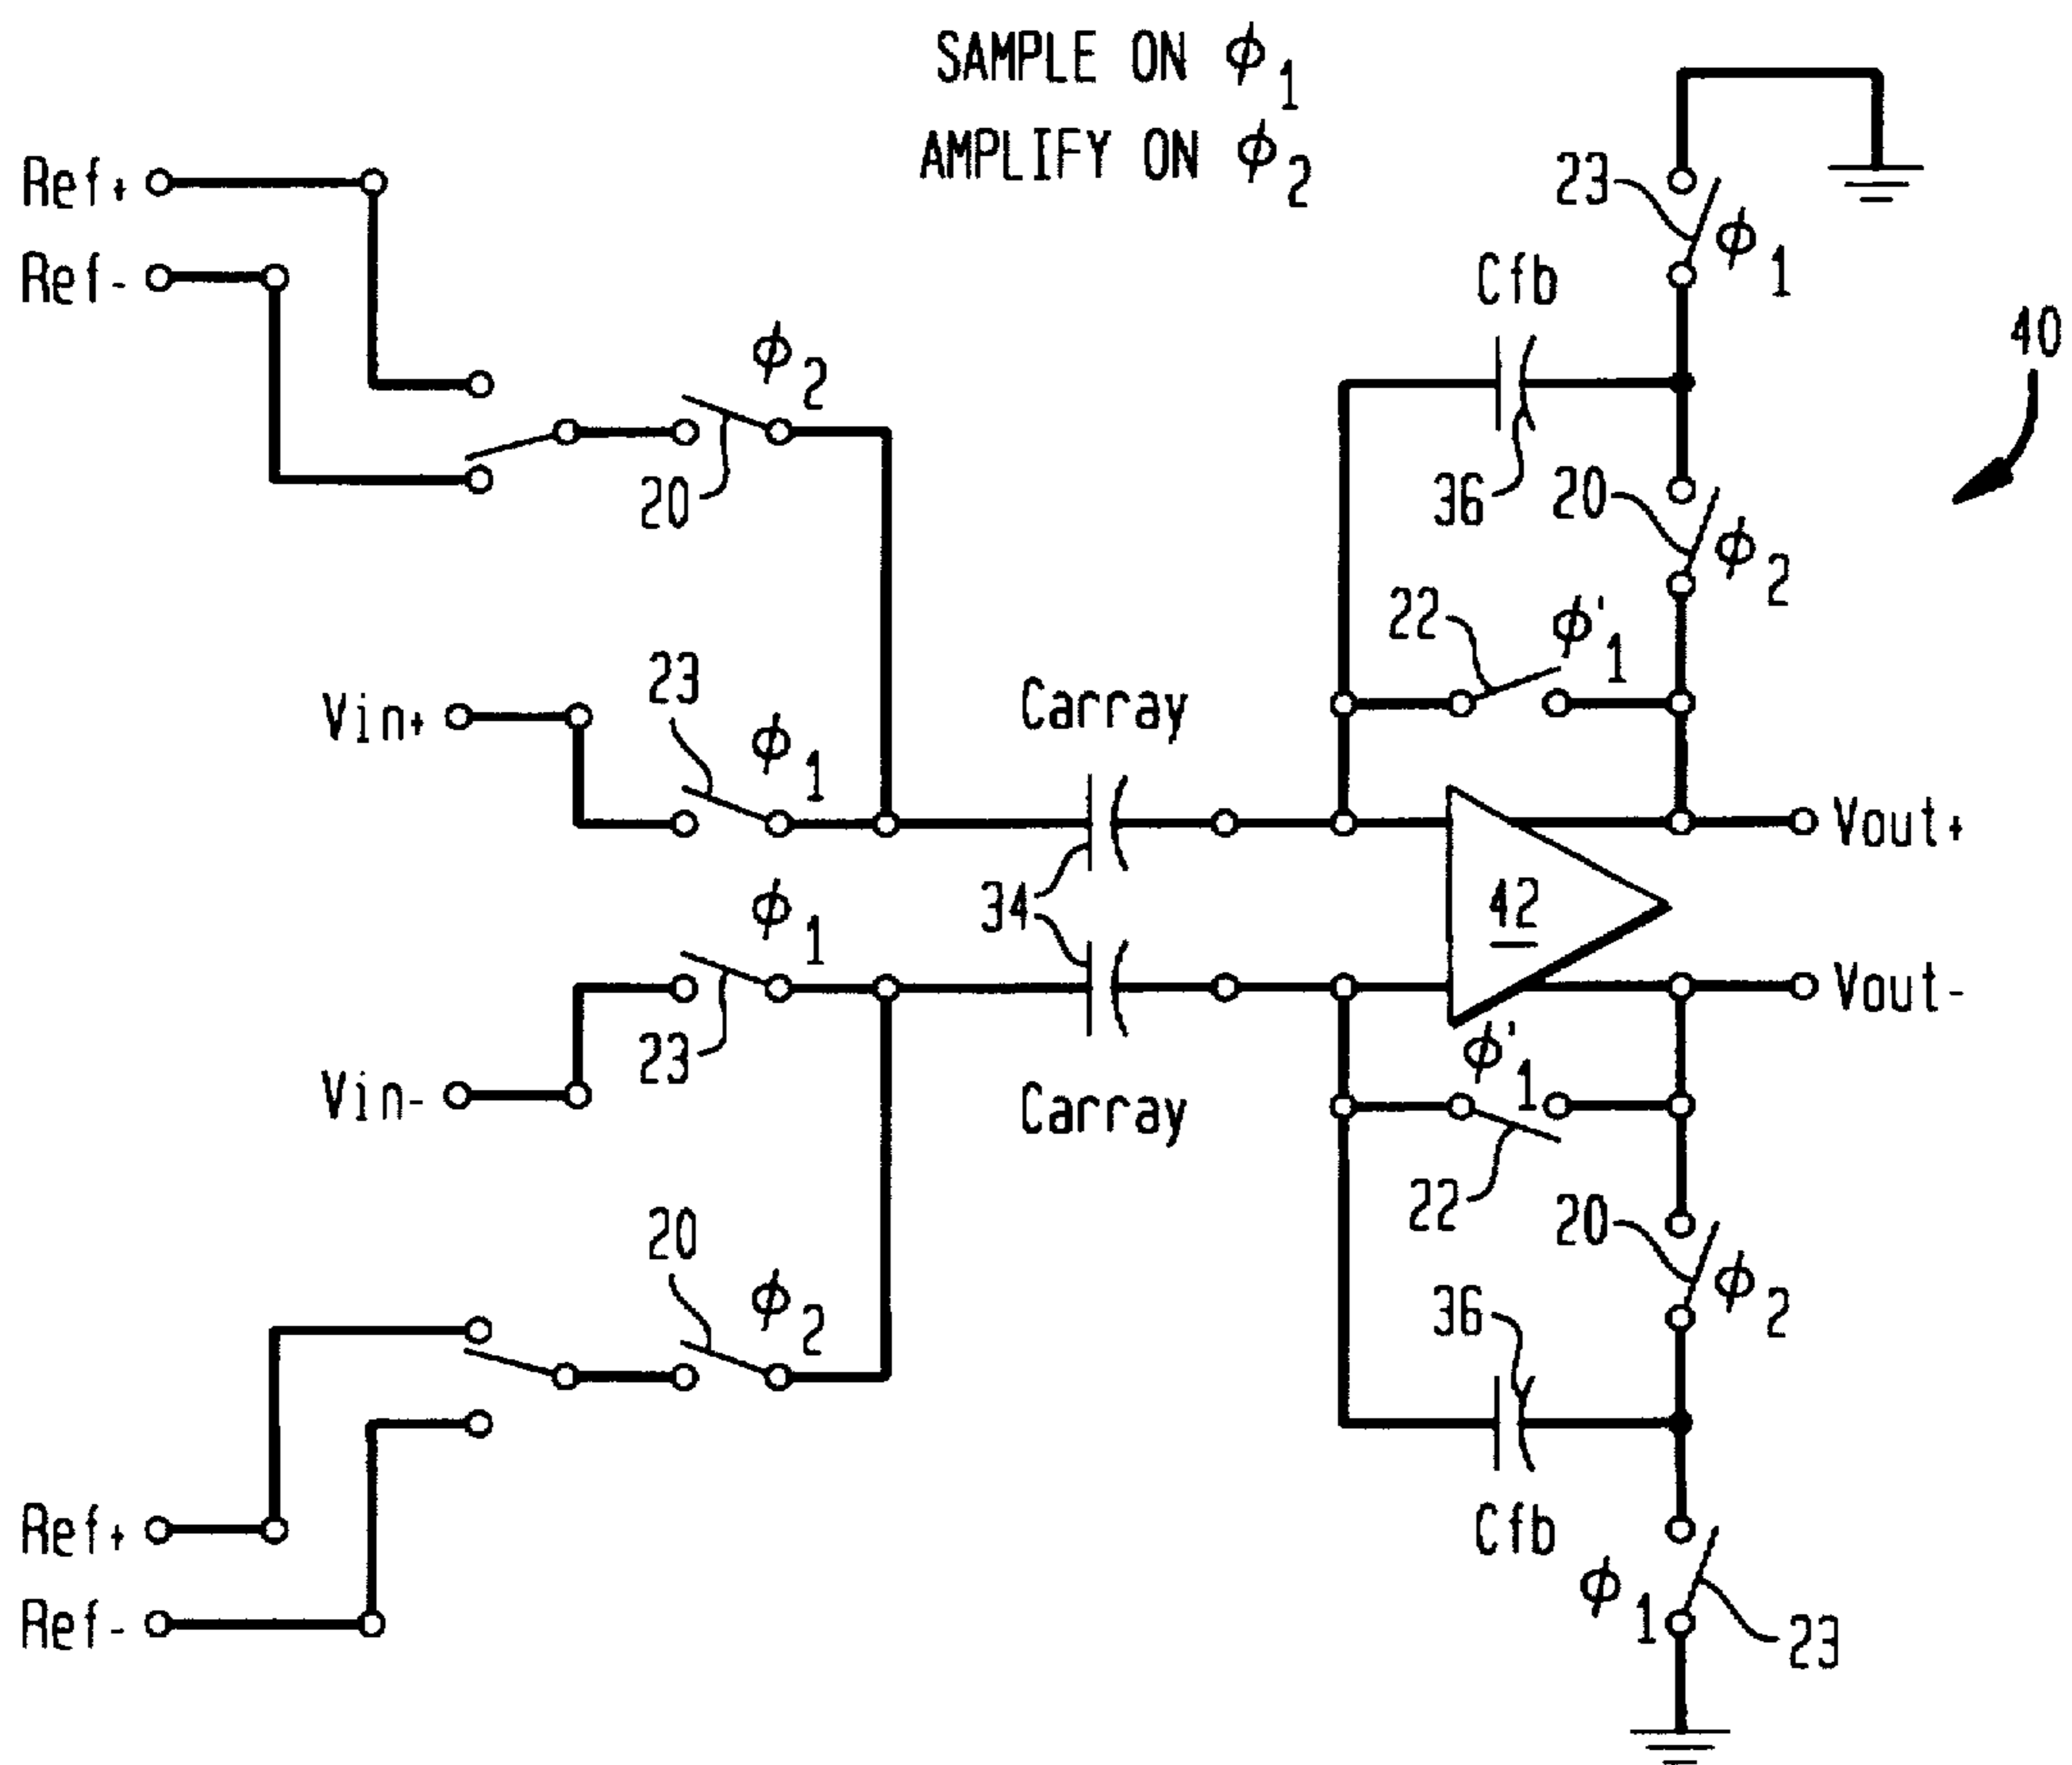 SAMPLE ON ϕ1
AMPLIFY ON ϕ2
Ref+
Ref-
23
ϕ1
Cfb
40
ϕ2
20
36
20
ϕ2
22
ϕ'1
Vin+
23
ϕ1
Carray
Vout+
34
42
ϕ1
Vout-
23
ϕ'1
Vin-
Carray
22
20
ϕ2
20
ϕ2
36
Ref+
Cfb
ϕ1
Ref-
23